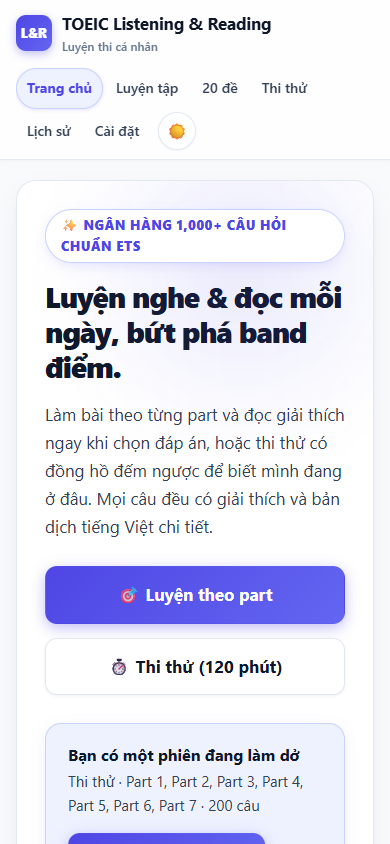 L&R
TOEIC Listening & Reading
Luyện thi cá nhân
Trang chủ
Luyện tập
20 đề
Thi thử
Lịch sử
Cài đặt
NGÂN HÀNG 1,000+ CÂU HỎI
CHUẨN ETS
Luyện nghe & đọc mỗi
ngày, bứt phá band
điểm.
Làm bài theo từng part và đọc giải thích
ngay khi chọn đáp án, hoặc thi thử có
đồng hồ đếm ngược để biết mình đang
ở đâu. Mọi câu đều có giải thích và bản
dịch tiếng Việt chi tiết.
Luyện theo part
Thi thử (120 phút)
Bạn có một phiên đang làm dở
Thi thử · Part 1, Part 2, Part 3, Part 4,
Part 5, Part 6, Part 7 · 200 câu